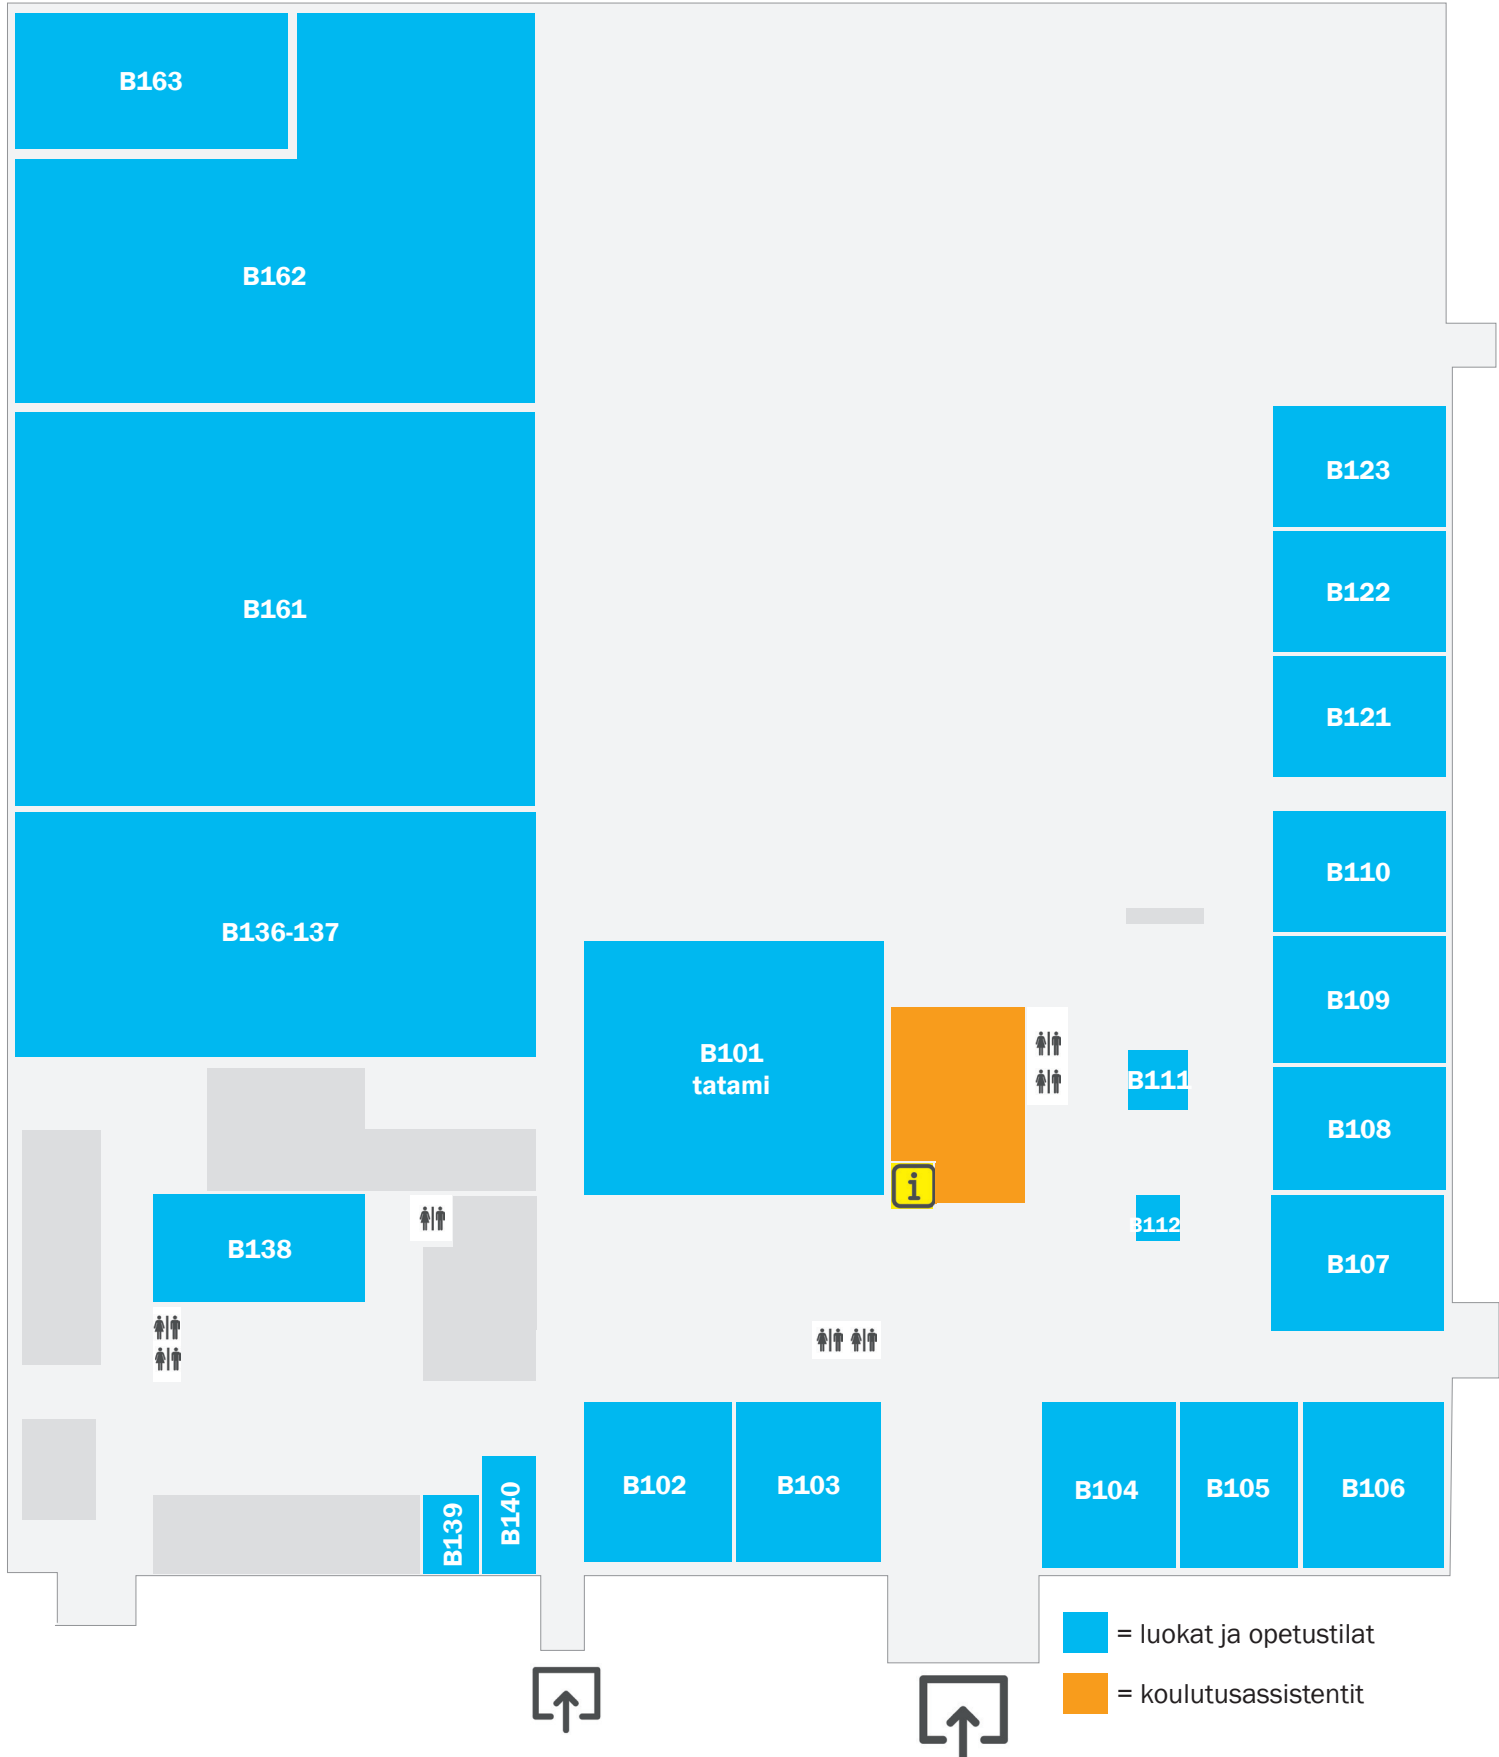 B163
B162
B123
B122
B161
B121
B110
B136-137
B109
B101
tatami
B111
B108
i
B112
B138
B107
B102
B103
B104
B105
B106
B139
B140
= luokat ja opetustilat
= koulutusassistentit